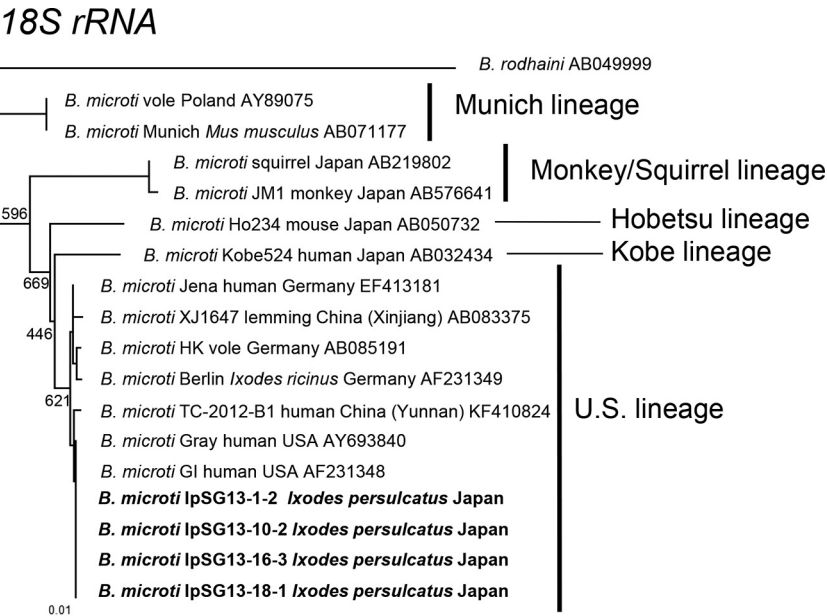 18S rRNA
B. rodhaini AB049999
B. microti vole Poland AY89075
Munich lineage
B. microti Munich Mus musculus AB071177
B. microti squirrel Japan AB219802
Monkey/Squirrel lineage
B. microti JM1 monkey Japan AB576641
596
B. microti Ho234 mouse Japan AB050732
Hobetsu lineage
B. microti Kobe524 human Japan AB032434
Kobe lineage
669
B. microti Jena human Germany EF413181
B. microti XJ1647 lemming China (Xinjiang) AB083375
446
B. microti HK vole Germany AB085191
B. microti Berlin Ixodes ricinus Germany AF231349
621
B. microti TC-2012-B1 human China (Yunnan) KF410824
U.S. lineage
B. microti Gray human USA AY693840
B. microti GI human USA AF231348
B. microti IpSG13-1-2 Ixodes persulcatus Japan
B. microti IpSG13-10-2 Ixodes persulcatus Japan
B. microti IpSG13-16-3 Ixodes persulcatus Japan
B. microti IpSG13-18-1 Ixodes persulcatus Japan
0.01